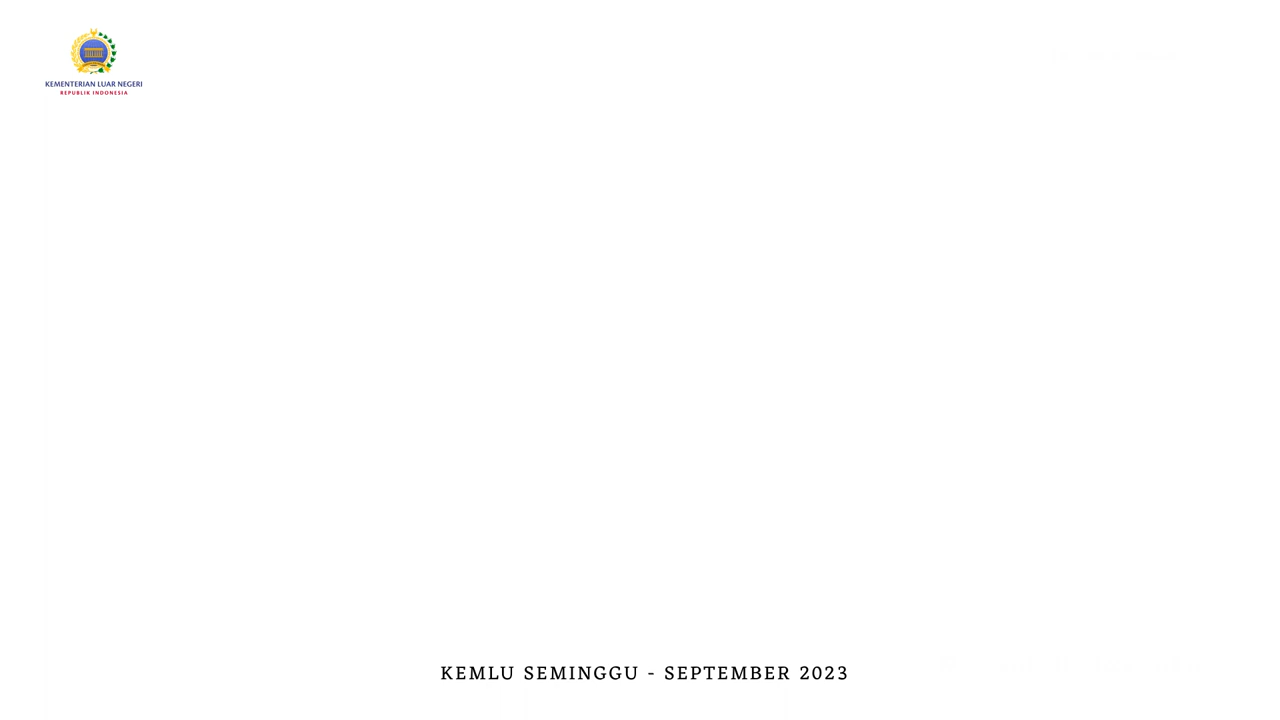 KEMENTERIAN LUAR NEGERI
REPUBLIK INDONESIA
KEMLU SEMINGGU - SEPTEMBER 2023